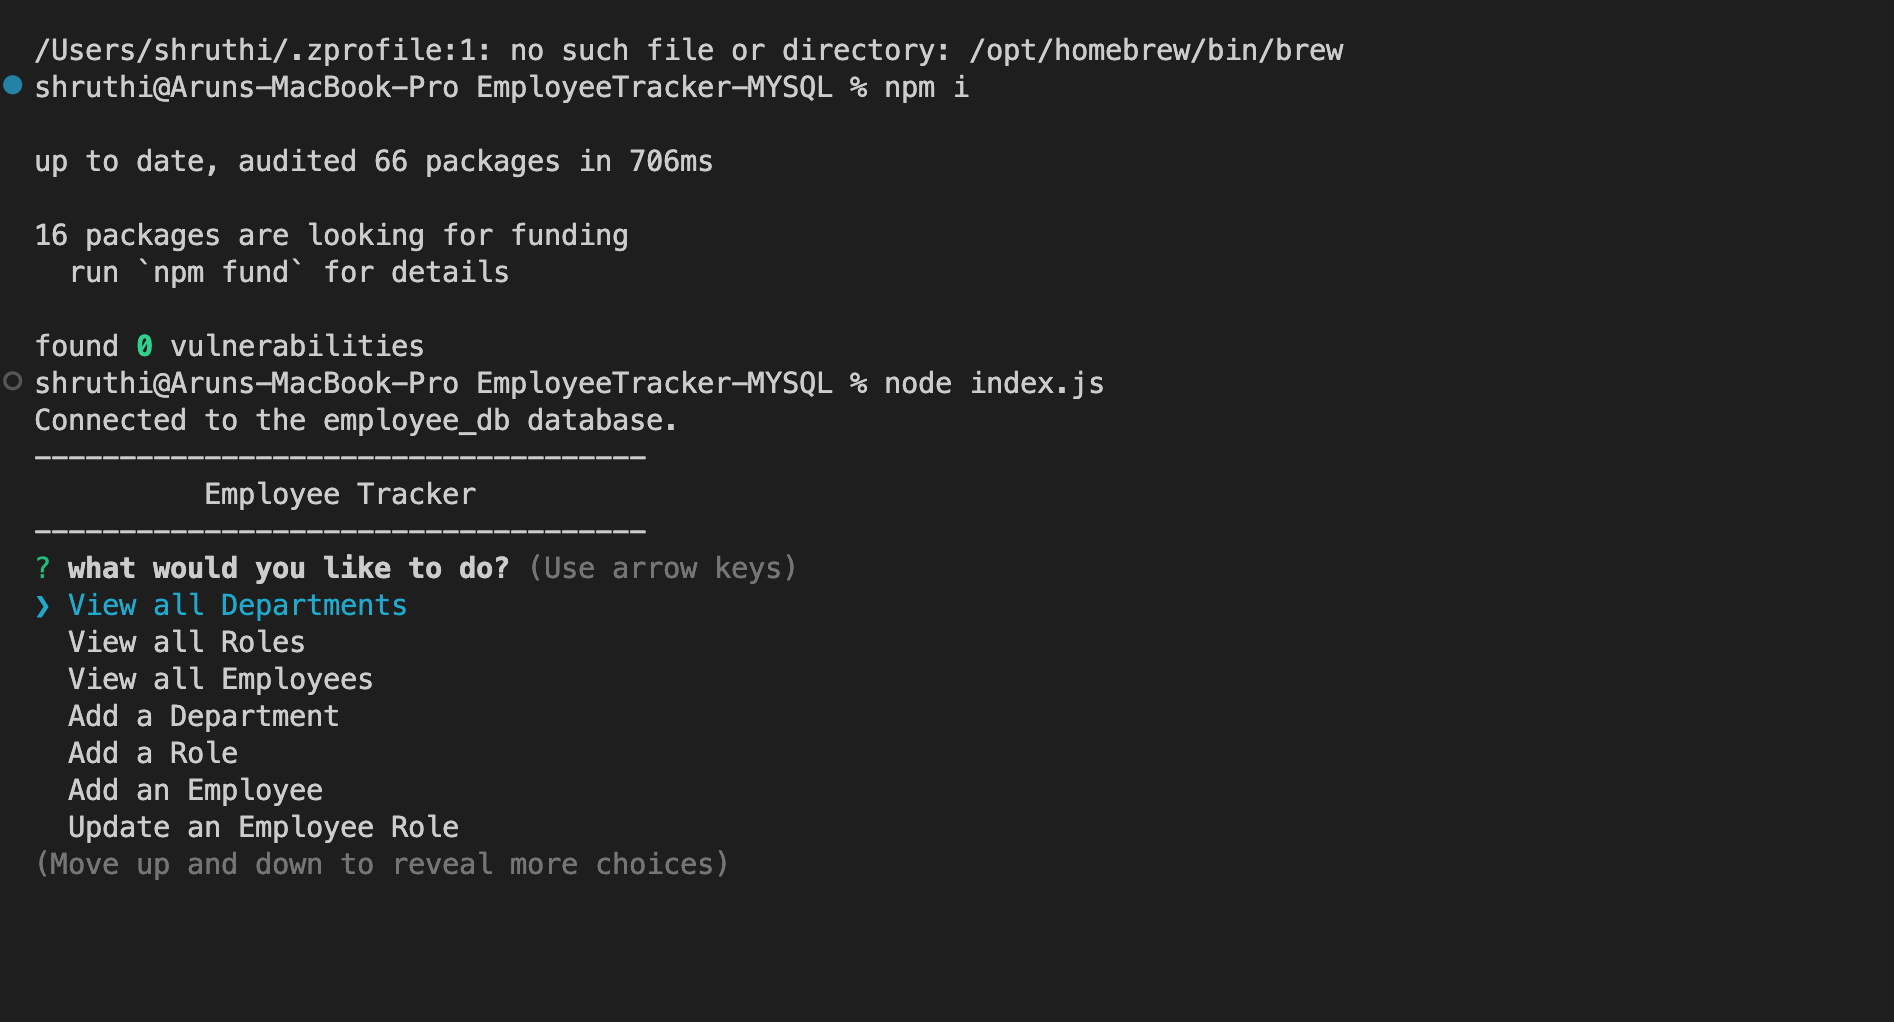 /Users/shruthi/.zprofile:1: no such file or directory: /opt/homebrew/bin/brew
shruthi@Aruns-MacBook-Pro EmployeeTracker-MYSQL % npm i
up to date, audited 66 packages in 706ms
16 packages are looking for funding
  run `npm fund` for details
found 0 vulnerabilities
shruthi@Aruns-MacBook-Pro EmployeeTracker-MYSQL % node index.js
Connected to the employee_db database.
------------------------------------
          Employee Tracker
------------------------------------
? what would you like to do? (Use arrow keys)
❯ View all Departments
  View all Roles
  View all Employees
  Add a Department
  Add a Role
  Add an Employee
  Update an Employee Role
(Move up and down to reveal more choices)